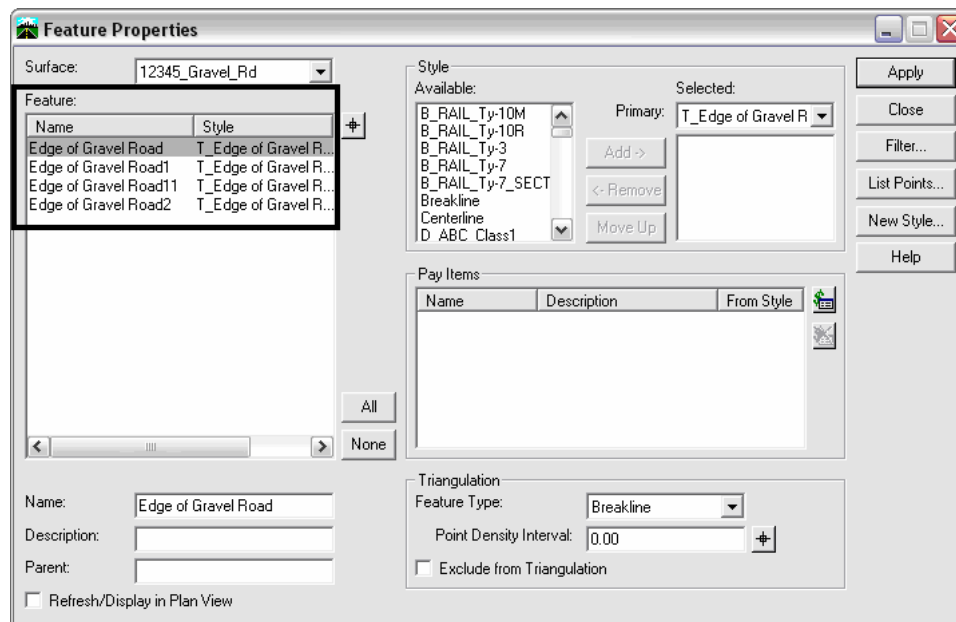 Feature Properties
Surface:
12345_Gravel_Rd
Feature:
Name Style
Edge of Gravel Road T_Edge of Gravel R...
Edge of Gravel Road1 T_Edge of Gravel R...
Edge of Gravel Road11 T_Edge of Gravel R...
Edge of Gravel Road2 T_Edge of Gravel R...
All
None
Name: Edge of Gravel Road
Description:
Parent:
Refresh/Display in Plan View
Style
Available:
B_RAIL_Ty-10M
B_RAIL_Ty-10R
B_RAIL_Ty-3
B_RAIL_Ty-7
B_RAIL_Ty-7_SECT
Breakline
Centerline
D_ABC_Class1
Add ->
<- Remove
Move Up
Selected:
Primary: T_Edge of Gravel R
Pay Items
Name Description From Style
Triangulation
Feature Type: Breakline
Point Density Interval: 0.00
Exclude from Triangulation
Apply
Close
Filter...
List Points...
New Style...
Help